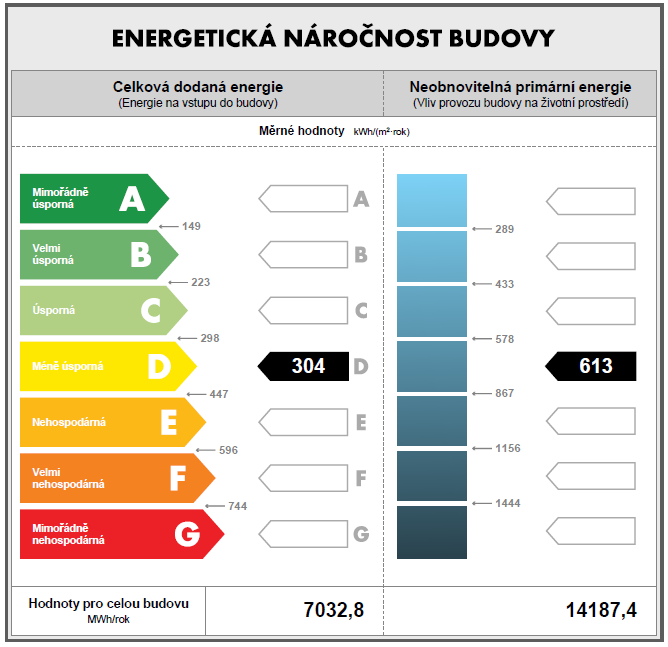 ENERGETICKÁ NÁROČNOST BUDOVY
Celková dodaná energie
(Energie na vstupu do budovy)
Neobnovitelná primární energie
(Vliv provozu budovy na životní prostředí)
Měrné hodnoty kWh/(m²·rok)
Mimořádně
úsporná
A
A
149
289
Velmi
úsporná
B
B
223
433
Úsporná
C
C
298
578
Méně úsporná
D
304
D
613
447
867
Nehospodárná
E
E
596
1156
Velmi
nehospodárná
F
F
744
1444
Mimořádně
nehospodárná
G
G
Hodnoty pro celou budovu
MWh/rok
7032,8
14187,4